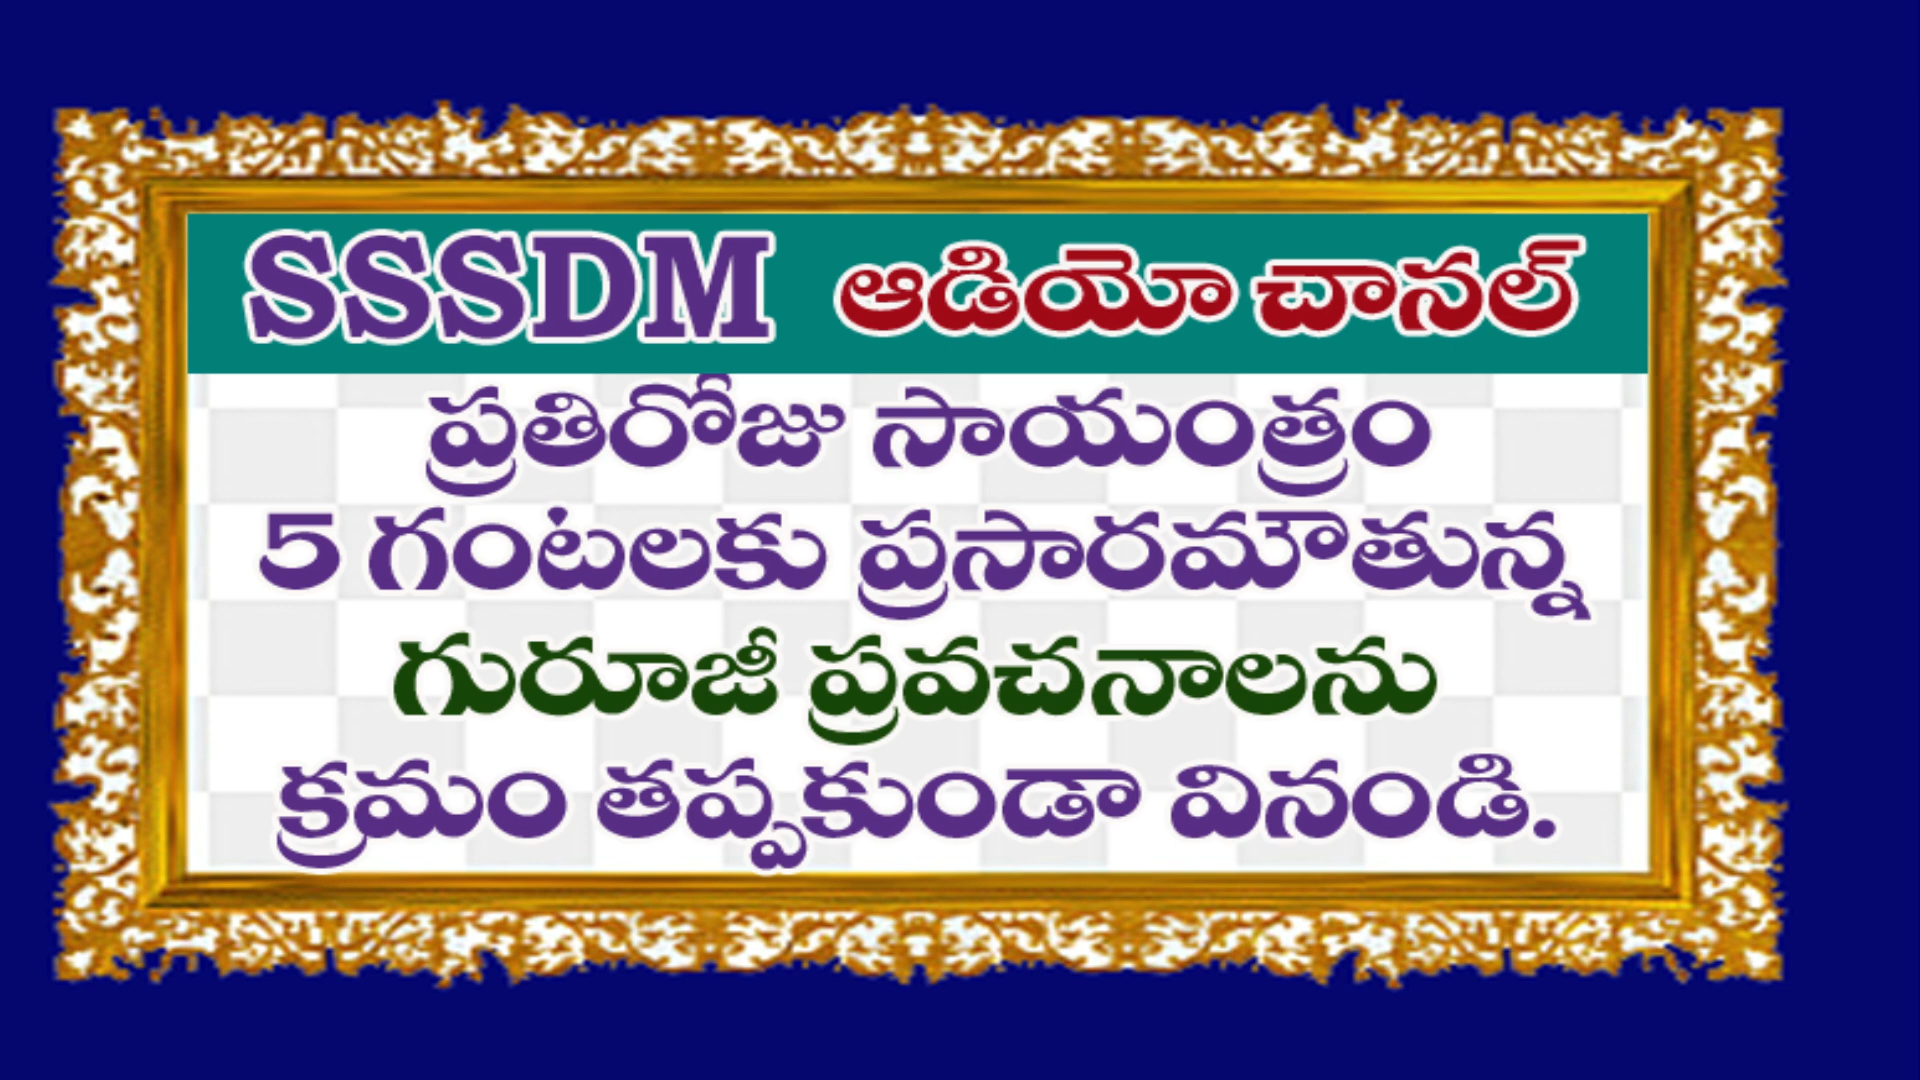 SSSDM ఆడియో చానల్
ప్రతిరోజు సాయంత్రం
5 గంటలకు ప్రసారమౌతున్న
గురూజీ ప్రవచనాలను
క్రమం తప్పకుండా వినండి.